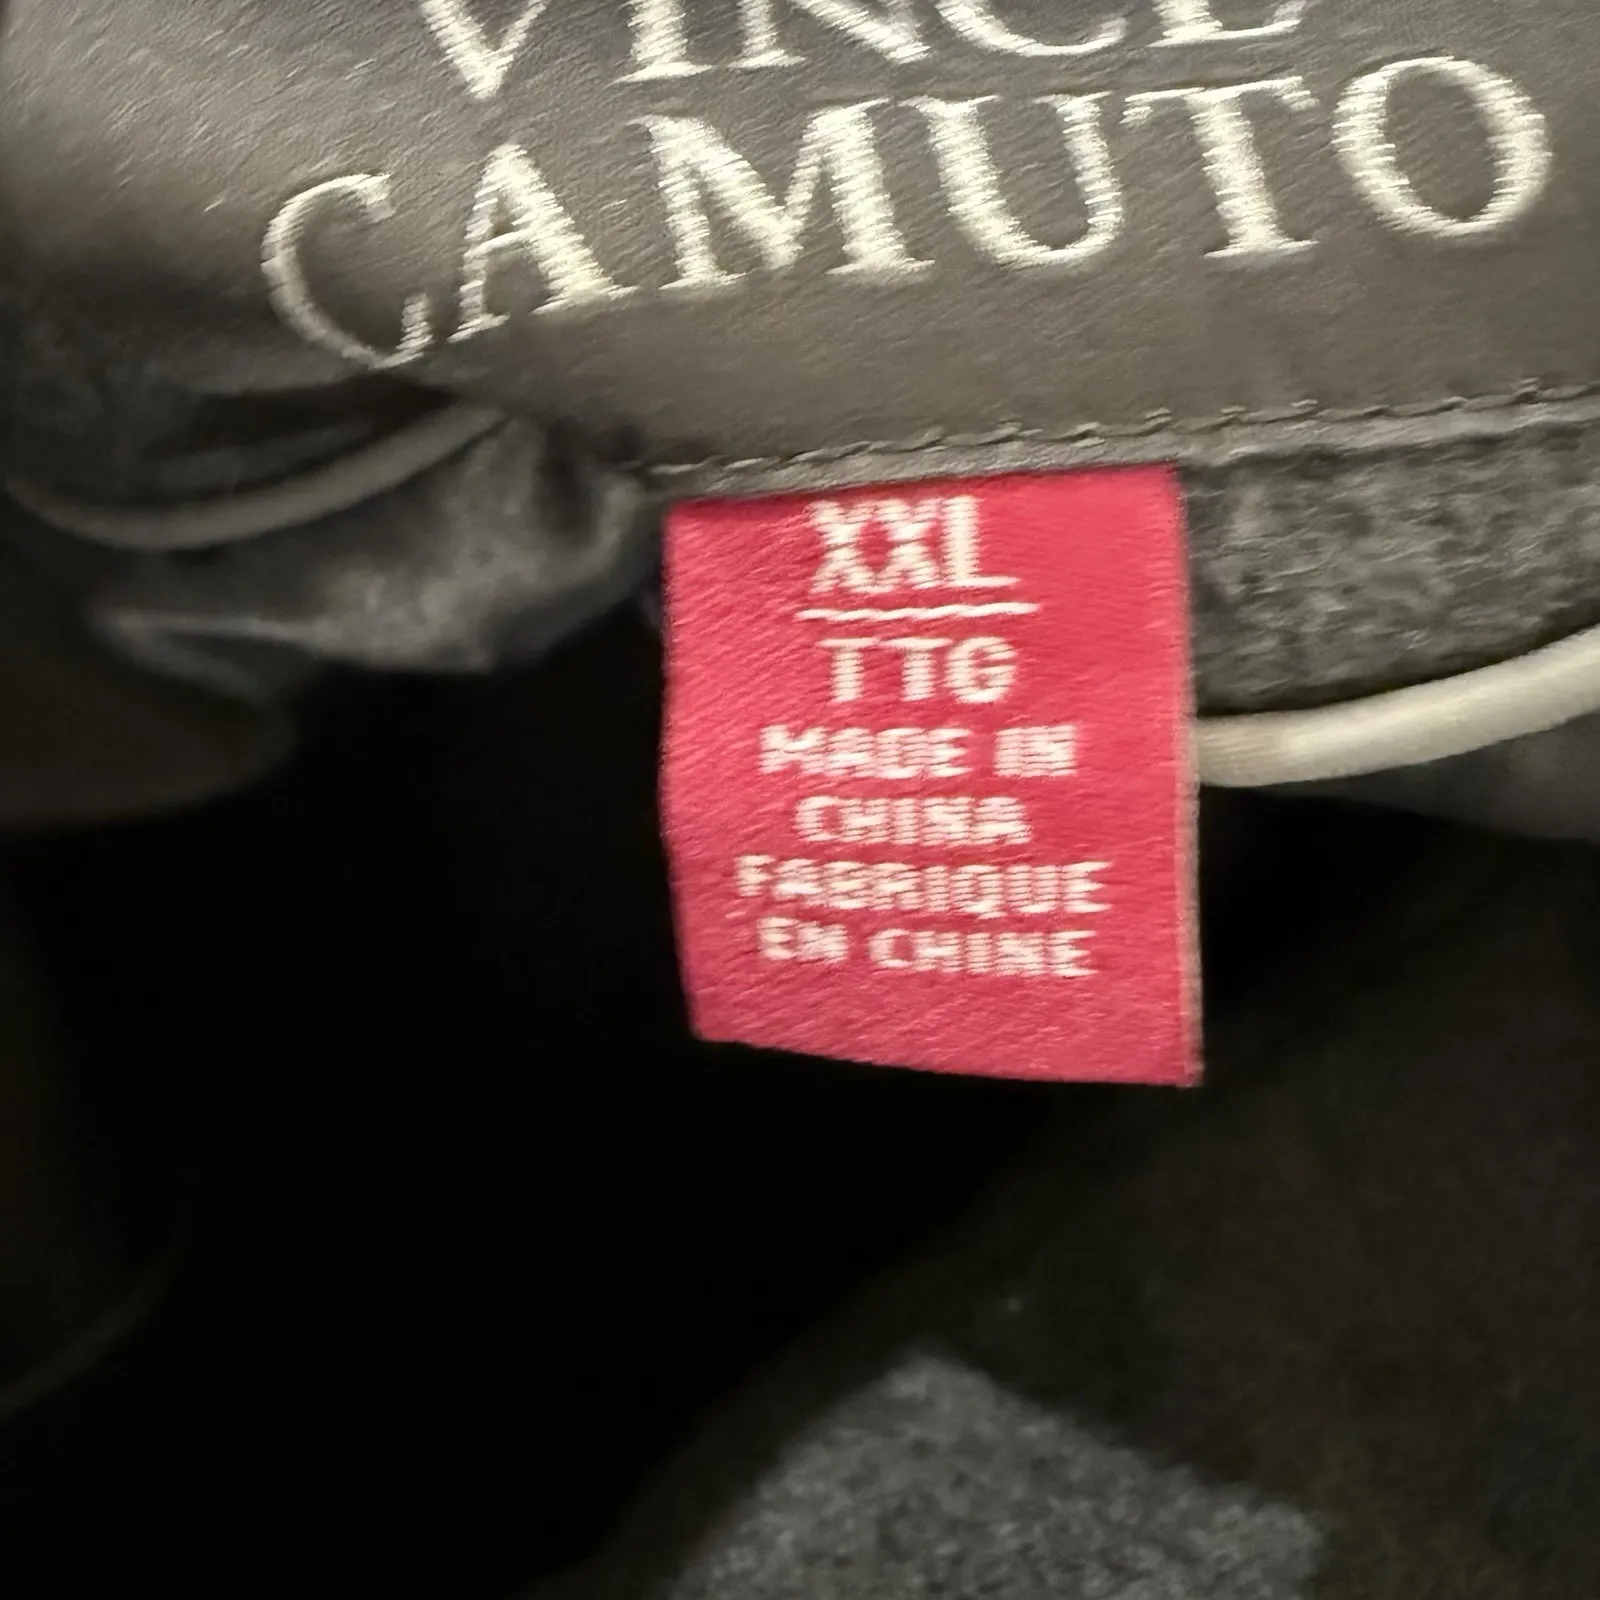 VINCE
CAMUTO
XXL
TTG
MADE IN
CHINA
FABRIQUE
EN CHINE